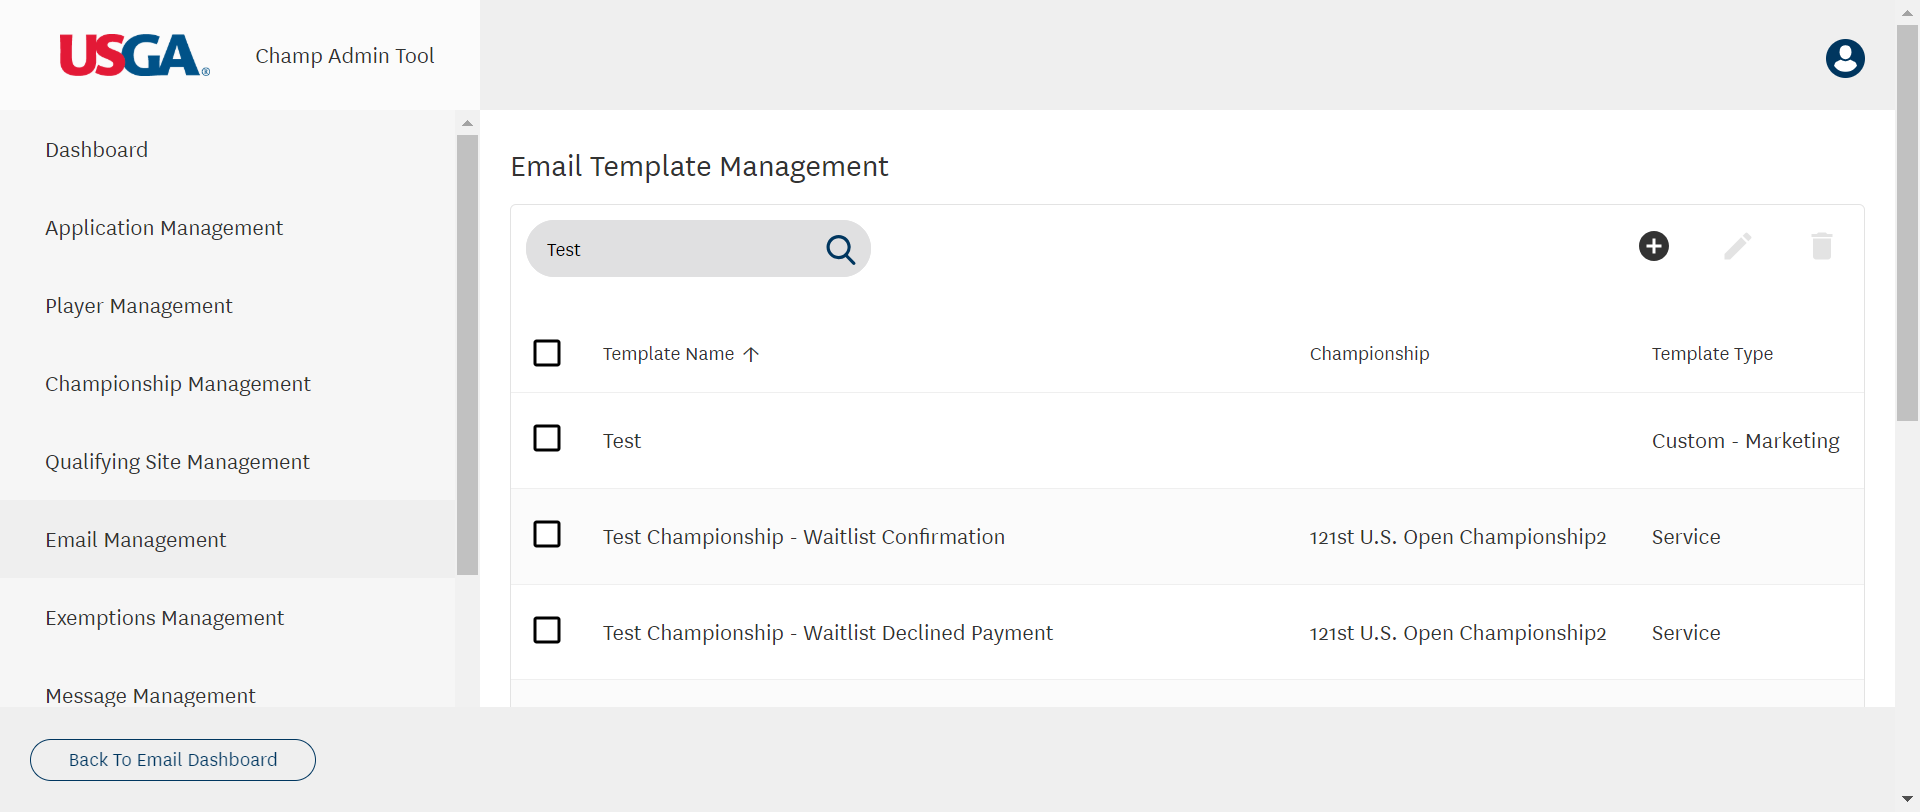 USGA®
Champ Admin Tool
Dashboard
Application Management
Player Management
Championship Management
Qualifying Site Management
Email Management
Exemptions Management
Message Management
Back To Email Dashboard
Email Template Management
Test
Template Name Championship Template Type
Test Custom - Marketing
Test Championship - Waitlist Confirmation 121st U.S. Open Championship2 Service
Test Championship - Waitlist Declined Payment 121st U.S. Open Championship2 Service